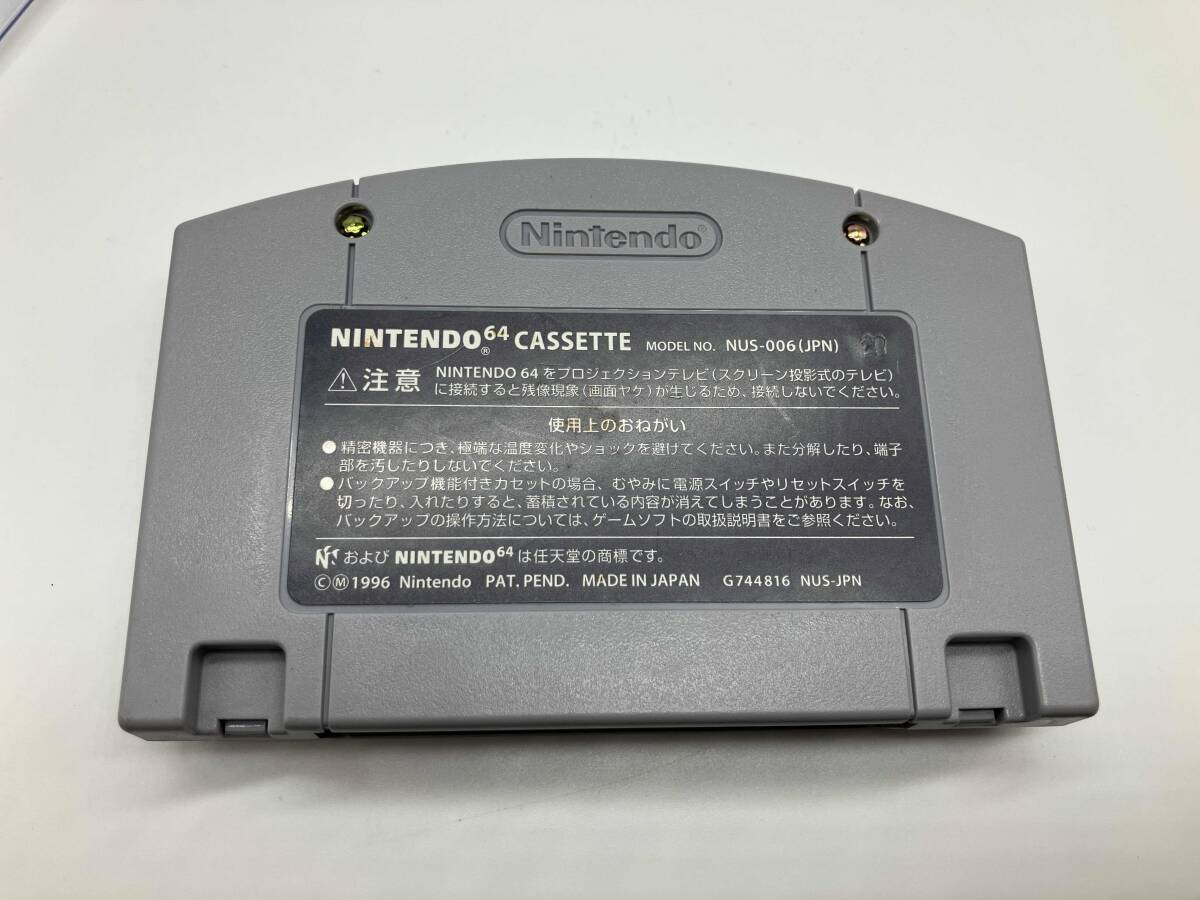 Nintendo®
NINTENDO®64 CASSETTE MODEL NO. NUS-006(JPN)
⚠注意 NINTENDO 64をプロジェクションテレビ(スクリーン投影式のテレビ)
に接続すると残像現象(画面ヤケ)が生じるため、接続しないでください。
使用上のおねがい
●精密機器につき、極端な温度変化やショックを避けてください。また分解したり、端子
部を汚したりしないでください。
●バックアップ機能付きカセットの場合、むやみに電源スイッチやリセットスイッチを
切ったり、入れたりすると、蓄積されている内容が消えてしまうことがあります。なお、
バックアップの操作方法については、ゲームソフトの取扱説明書をご参照ください。
および NINTENDO64は任天堂の商標です。
©Ⓜ1996 Nintendo PAT. PEND. MADE IN JAPAN G744816 NUS-JPN